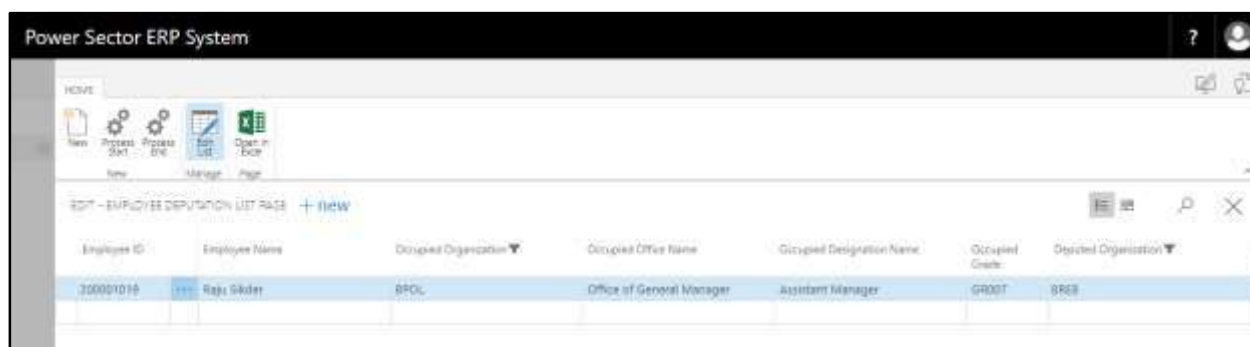 Power Sector ERP System ?
HOME
New Process Start Process End Edit List Open in Excel
New Manage Page
EDIT - EMPLOYEE DEPUTATION LIST PAGE + new
Employee ID Employee Name Occupied Organization Occupied Office Name Occupied Designation Name Occupied Grade Deputed Organization
200001019 ... Raju Sikder Office of General Manager Assistant Manager GR007 BREB